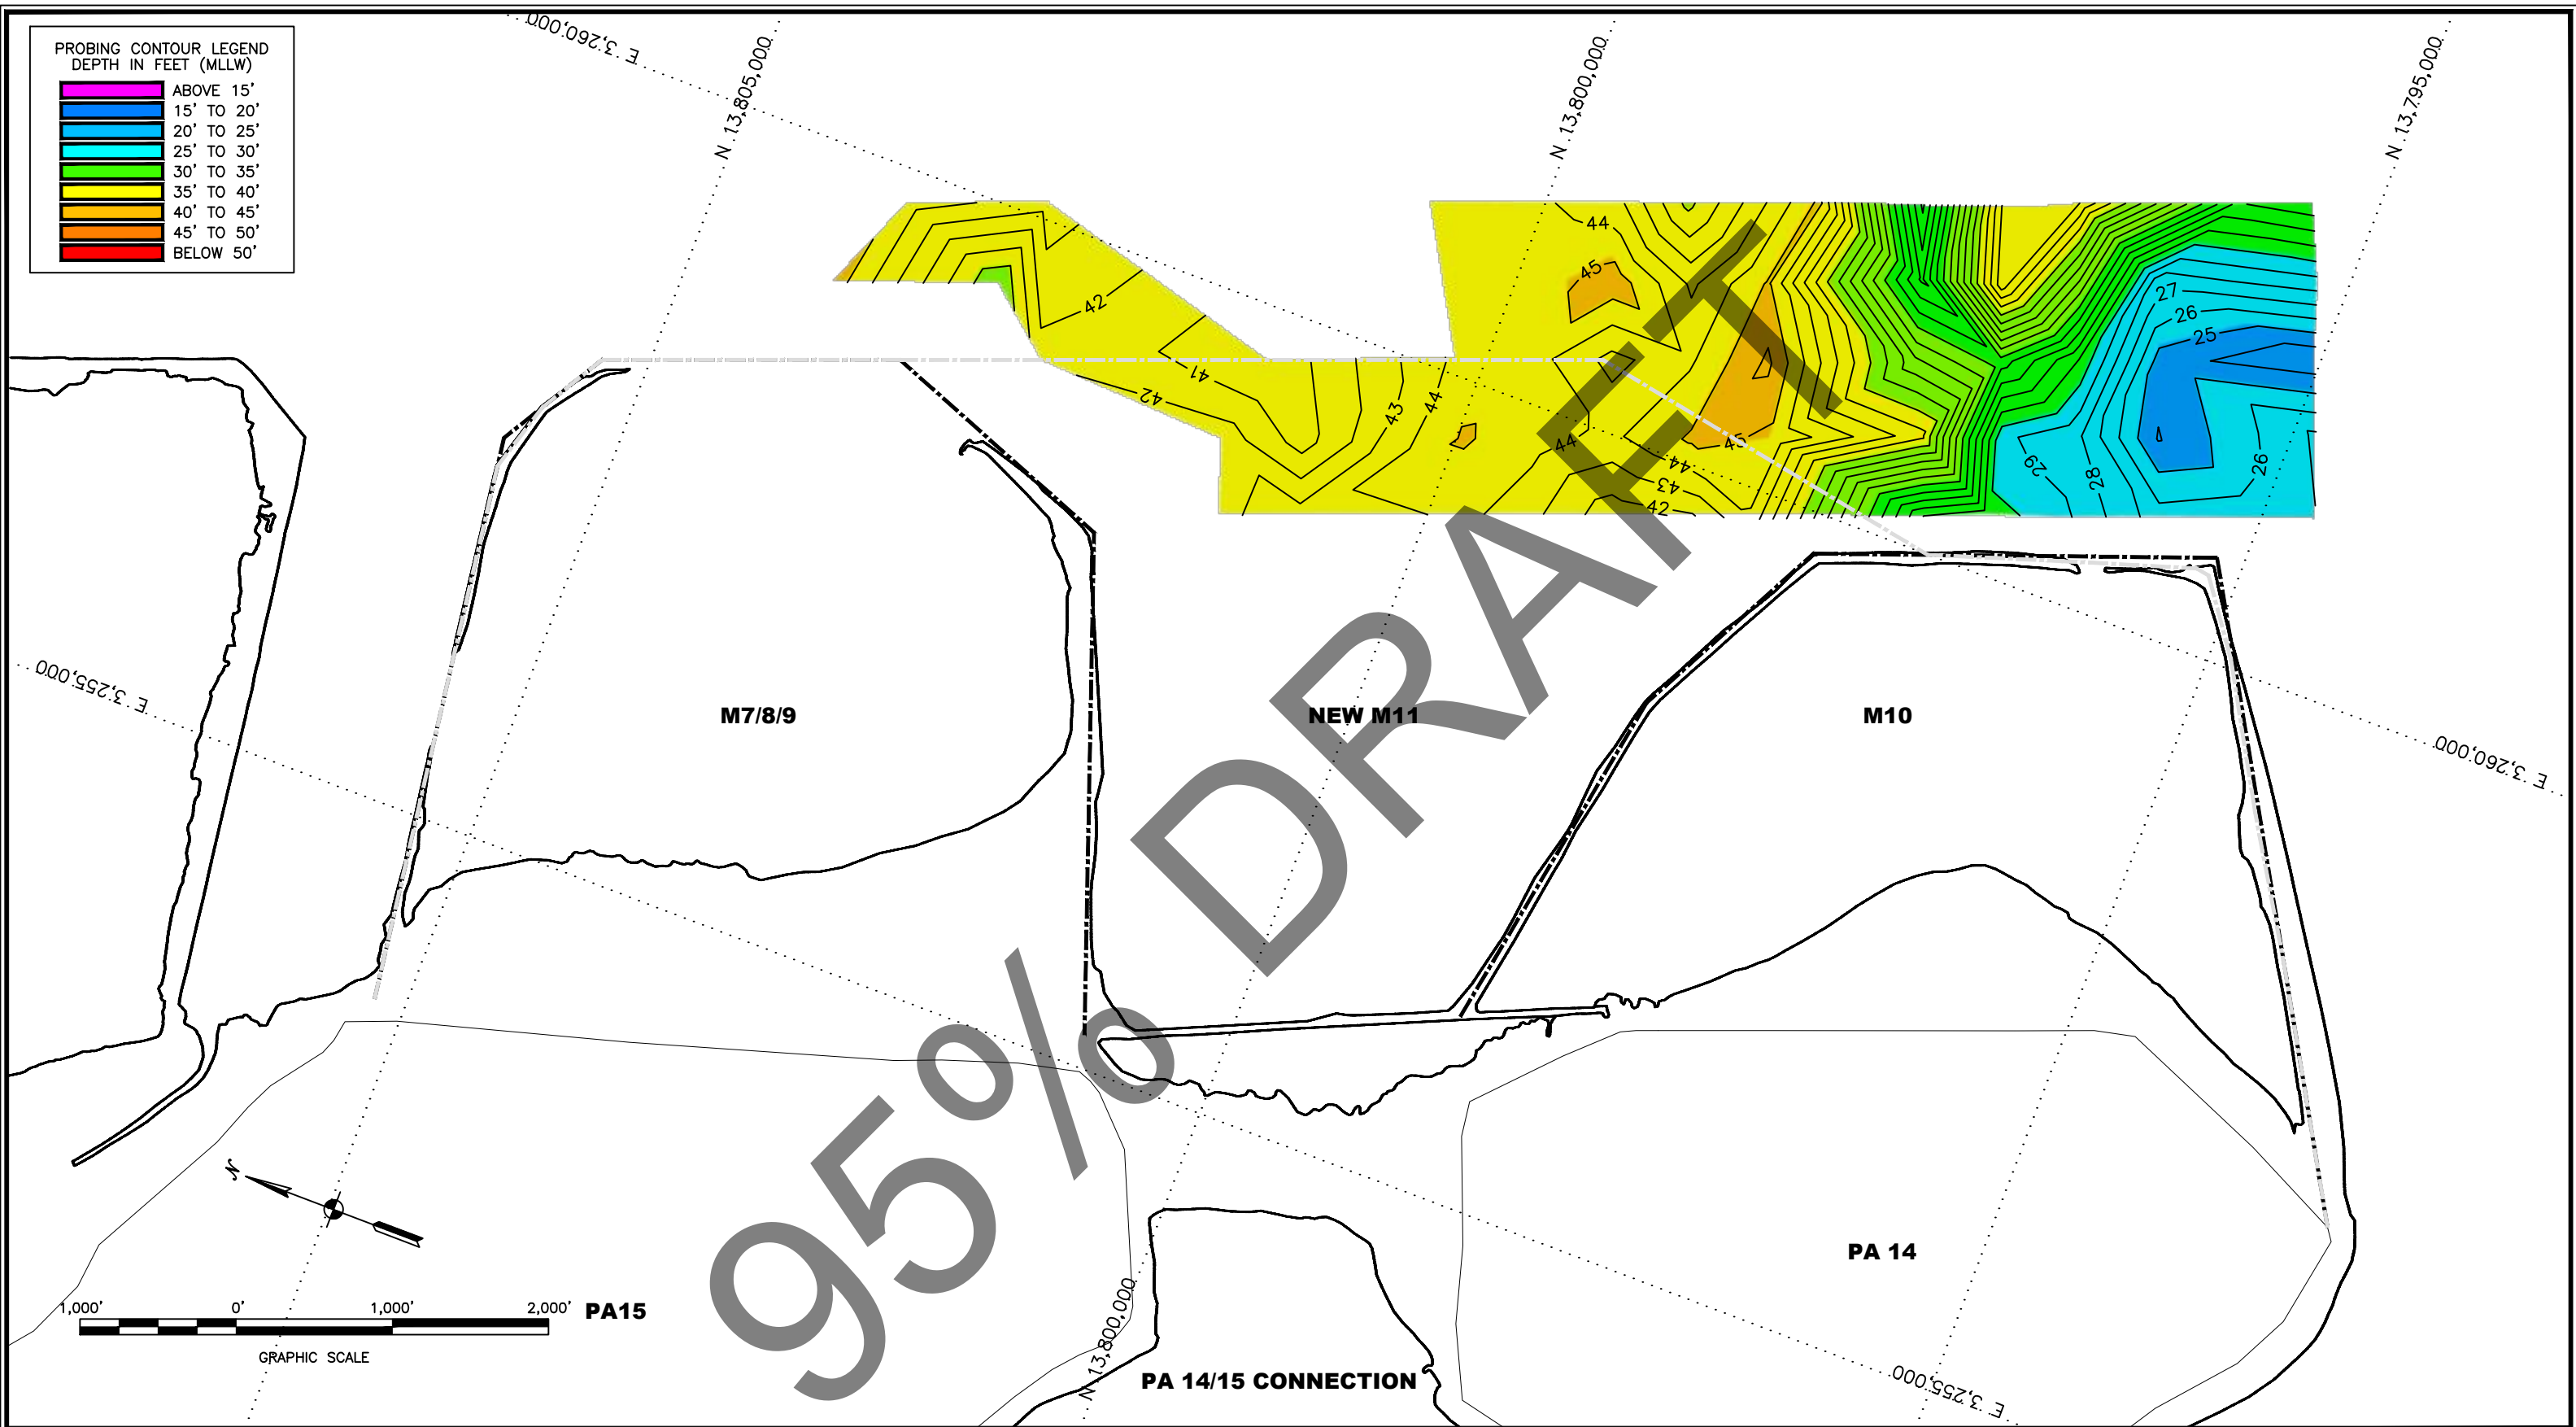 PROBING CONTOUR LEGEND
DEPTH IN FEET (MLLW)
ABOVE 15'
15' TO 20'
20' TO 25'
25' TO 30'
30' TO 35'
35' TO 40'
40' TO 45'
45' TO 50'
BELOW 50'
E 3,260,000
N 13,805,000
N 13,800,000
N 13,795,000
44
45
42
41
42
43
44
44
45
44
43
42
27
26
25
29
28
26
E 3,255,000
M7/8/9
NEW M11
M10
E 3,260,000
95% DRAFT
N
1,000'
0'
1,000'
2,000'
GRAPHIC SCALE
PA15
PA 14
N 13,800,000
PA 14/15 CONNECTION
E 3,255,000